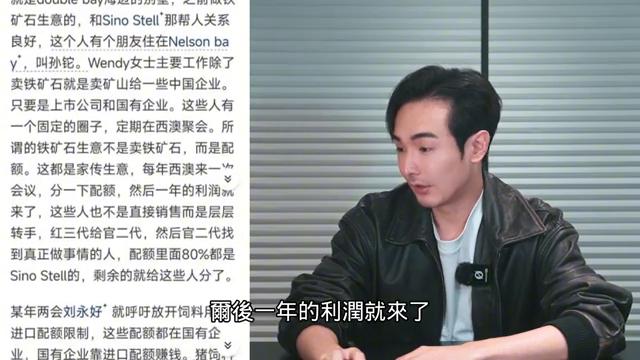 就是double bay海边的别墅，之前做铁
矿石生意的，和Sino Stell那帮人关系
良好，这个人有个朋友住在Nelson ba
y，叫孙铊。Wendy女士主要工作除了
卖铁矿石就是卖矿山给一些中国企业。
只要是上市公司和国有企业。这些人有
一个固定的圈子，定期在西澳聚会。所
谓的铁矿石生意不是卖铁矿石，而是配
额。这都是家传生意，每年西澳来一次
会议，分一下配额，然后一年的利润就
来了，这些人也不是直接销售而是层层
转手，红三代给官二代，然后官二代找
到真正做事情的人，配额里面80%都是
Sino Stell的，剩余的就给这些人分了。
某年两会刘永好 就呼吁放开饲料用
进口配额限制，这些配额都在国有企
业，国有企业靠进口配额赚钱。猪饲
爾後一年的利潤就來了